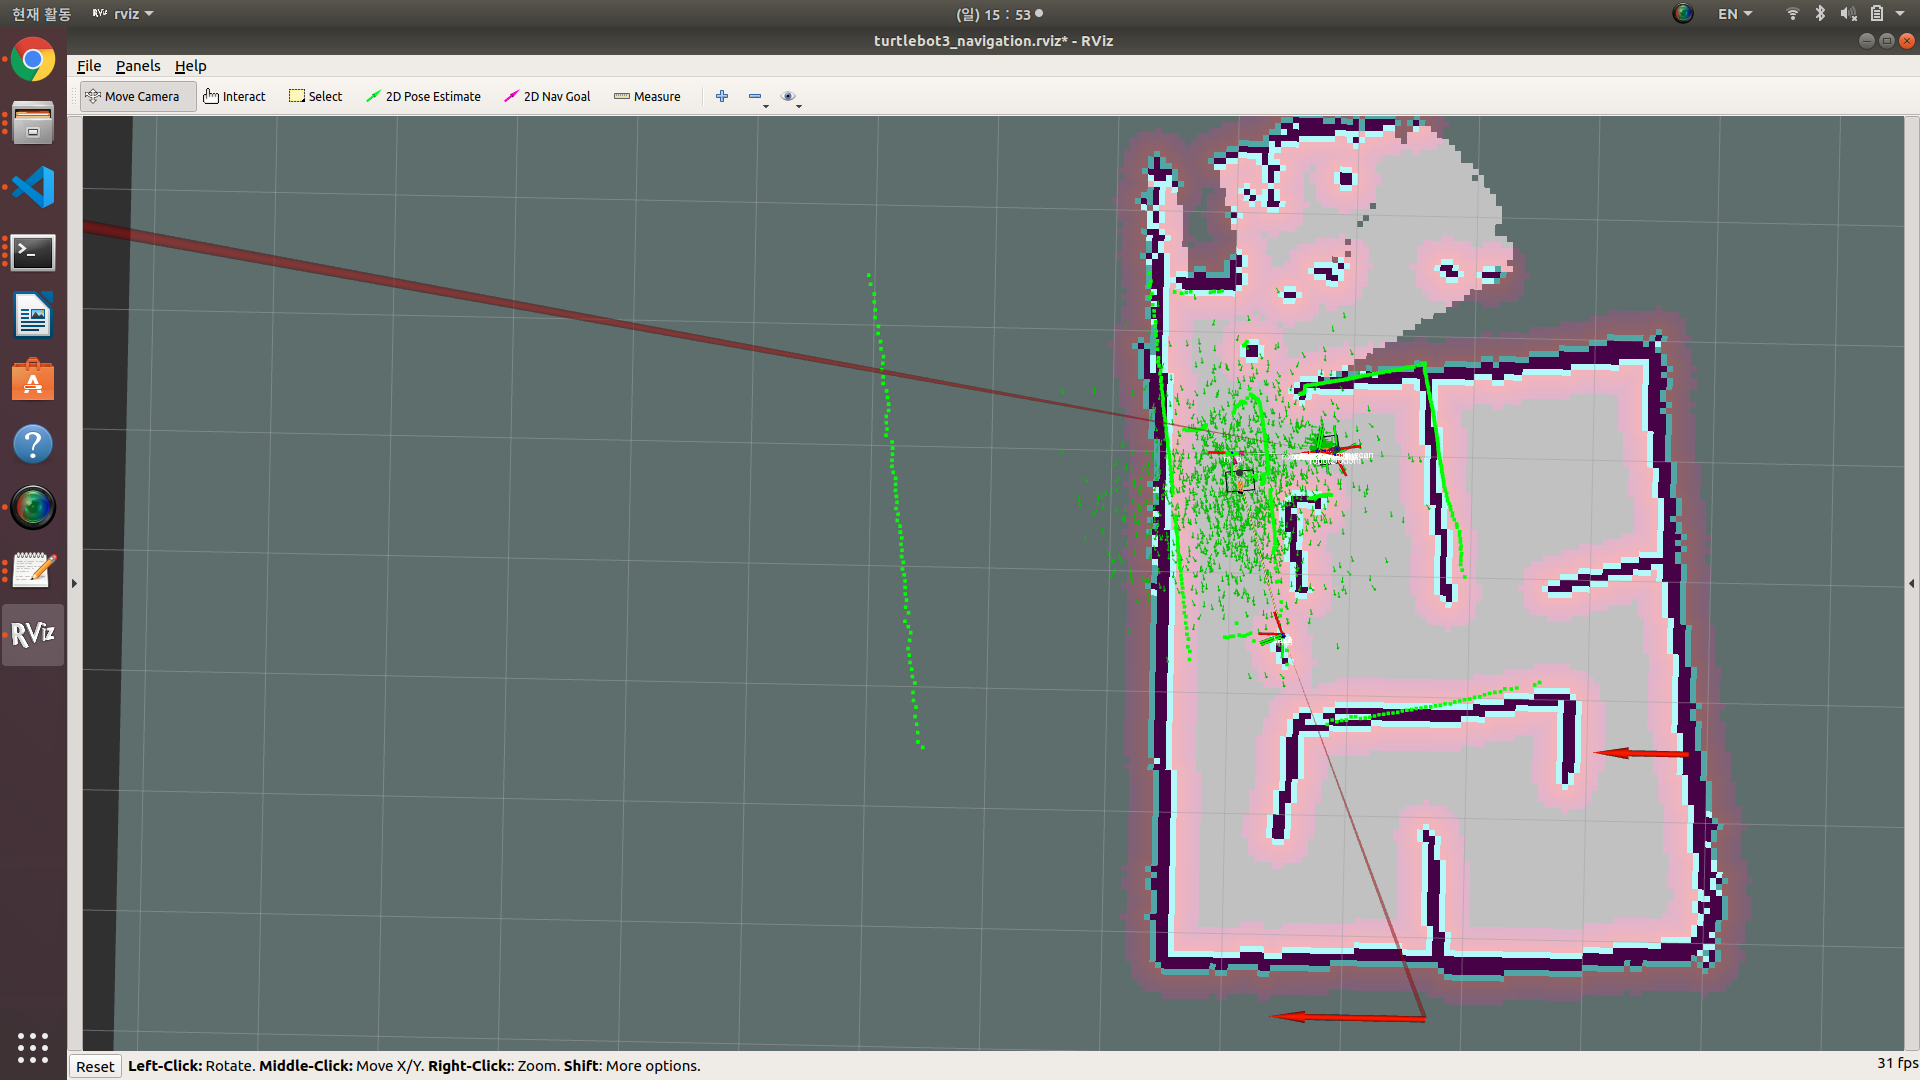 현재 활동
RViz rviz
(일) 15 : 53
EN
turtlebot3_navigation.rviz* - RViz
File Panels Help
Move Camera Interact Select 2D Pose Estimate 2D Nav Goal Measure
RViz
Reset Left-Click: Rotate. Middle-Click: Move X/Y. Right-Click:: Zoom. Shift: More options.
31 fps